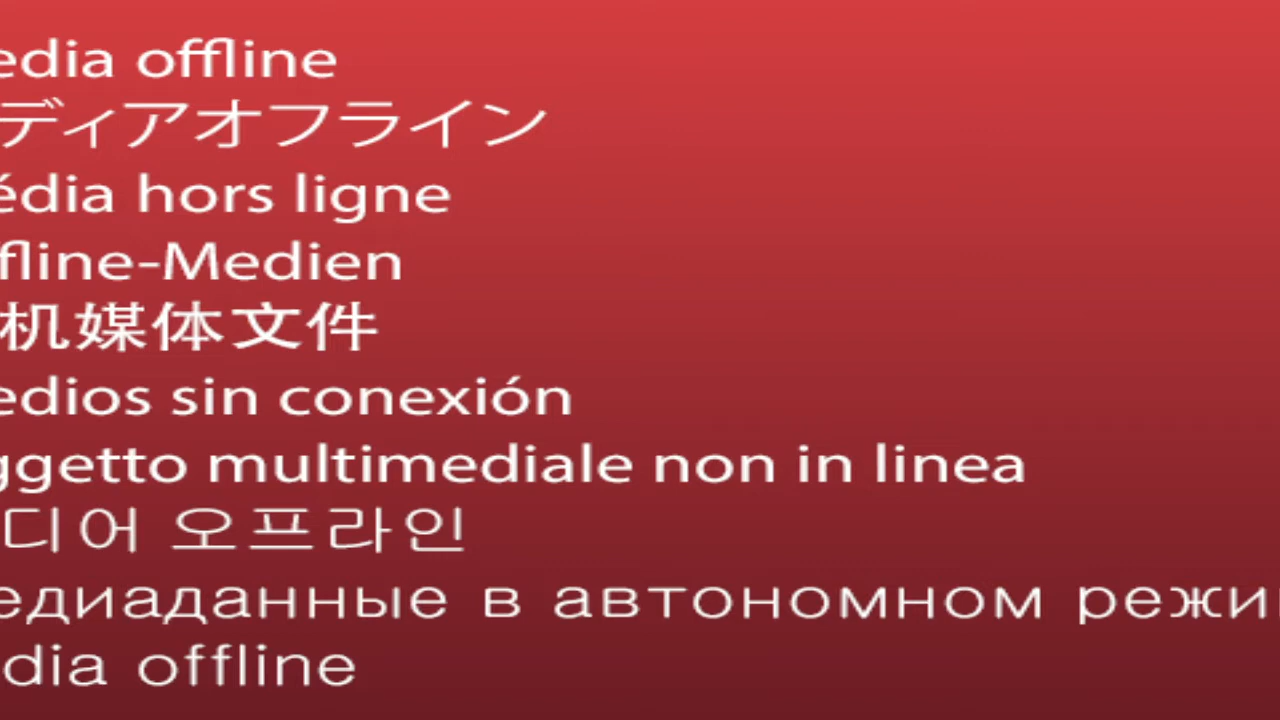 edia offline
ディアオフライン
édia hors ligne
fline-Medien
机媒体文件
edios sin conexión
ggetto multimediale non in linea
디어 오프라인
едиаданные в автономном режи
dia offline